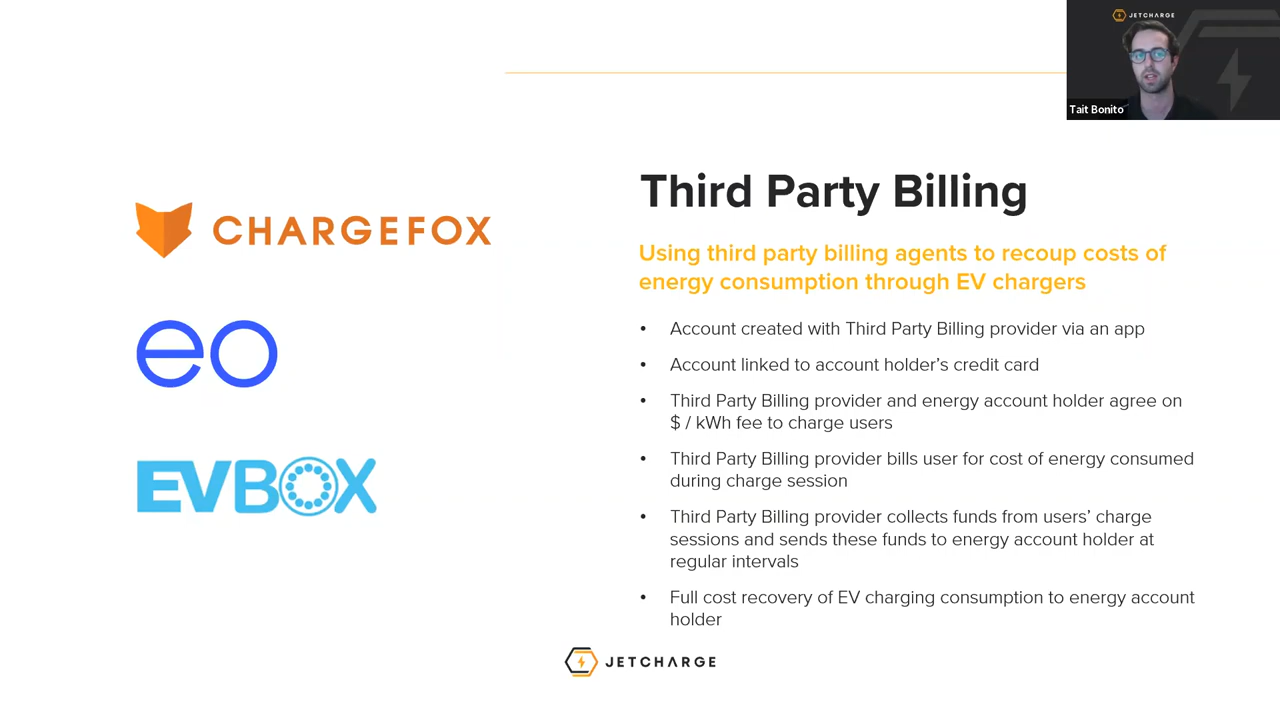 JETCHARGE
Tait Bonito
CHARGEFOX
eo
EVBOX
Third Party Billing
Using third party billing agents to recoup costs of
energy consumption through EV chargers
• Account created with Third Party Billing provider via an app
• Account linked to account holder’s credit card
• Third Party Billing provider and energy account holder agree on
$ / kWh fee to charge users
• Third Party Billing provider bills user for cost of energy consumed
during charge session
• Third Party Billing provider collects funds from users’ charge
sessions and sends these funds to energy account holder at
regular intervals
• Full cost recovery of EV charging consumption to energy account
holder
JETCHARGE